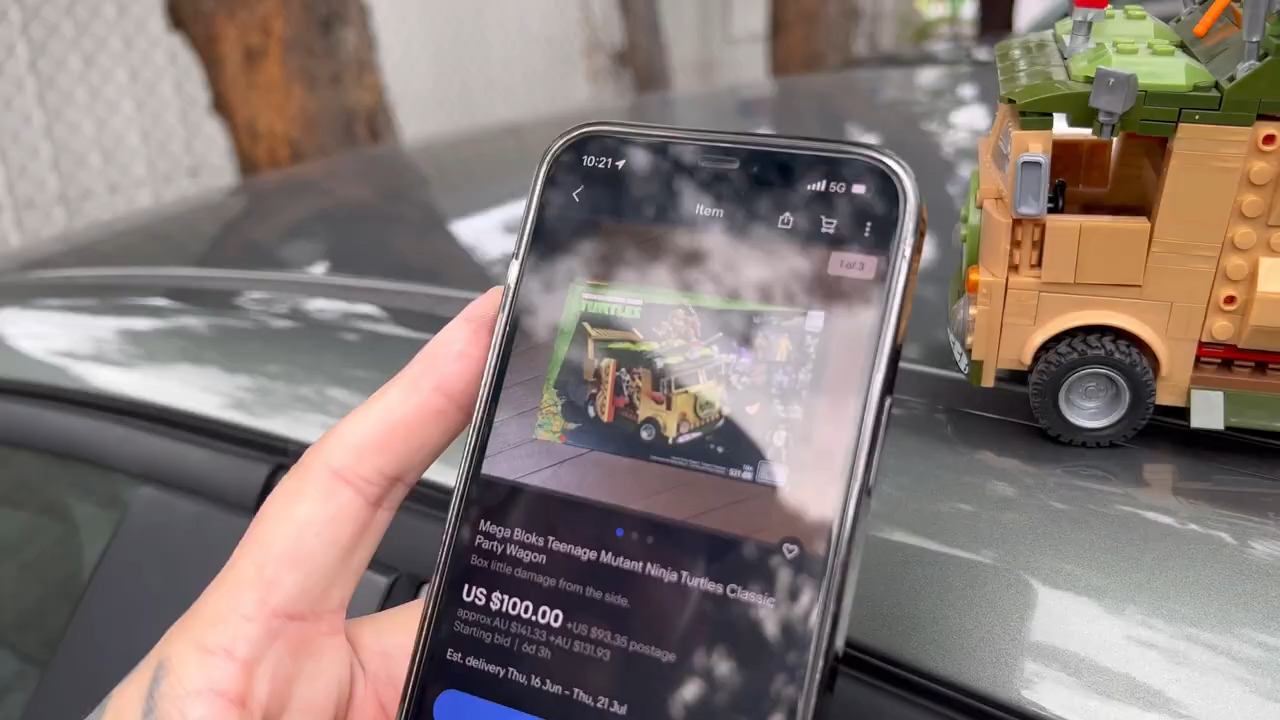 10:21
5G
Item
1 of 3
TURTLES
Mega Bloks Teenage Mutant Ninja Turtles Classic
Party Wagon
Box little damage from the side.
US $100.00 +US $93.35 postage
approx AU $141.33 +AU $131.93
Starting bid | 6d 3h
Est. delivery Thu, 16 Jun - Thu, 21 Jul